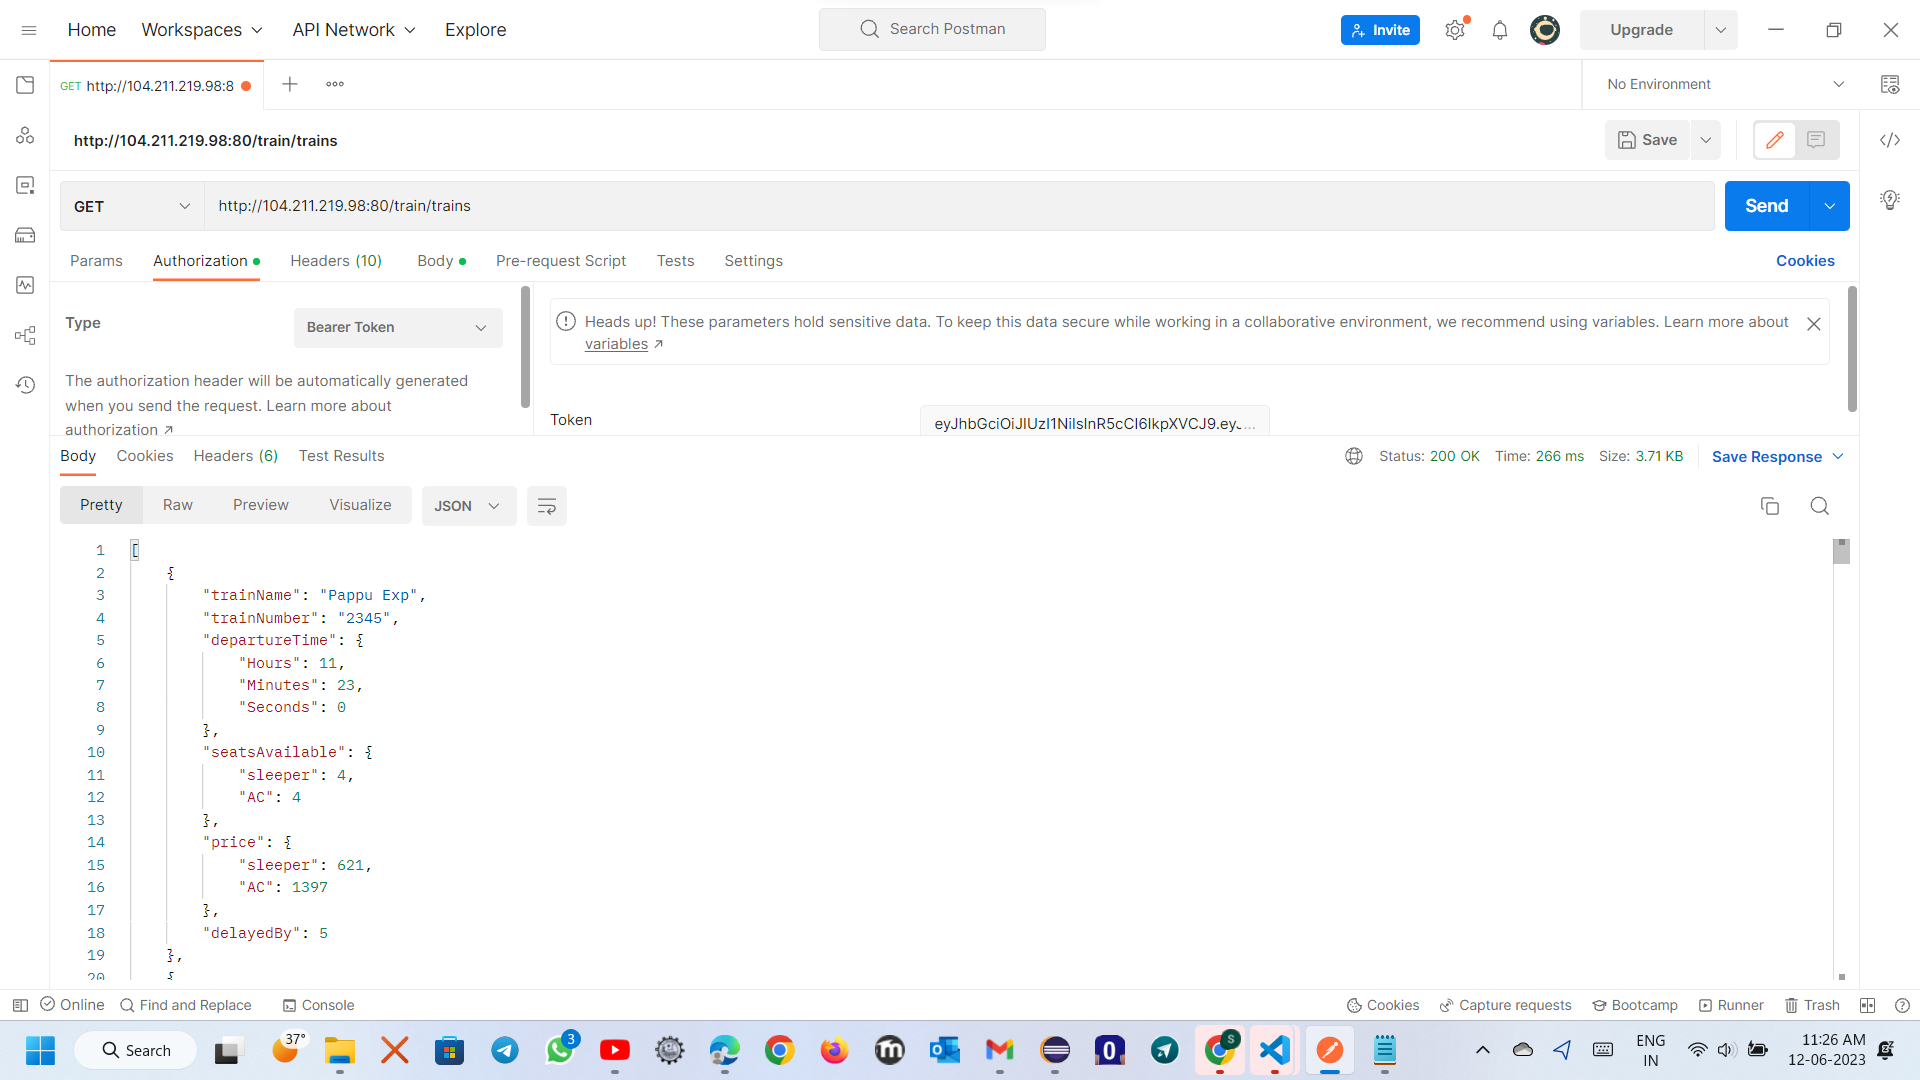 Home Workspaces API Network Explore Search Postman Invite Upgrade
GET http://104.211.219.98:8 No Environment
http://104.211.219.98:80/train/trains Save
GET http://104.211.219.98:80/train/trains Send
Params Authorization Headers (10) Body Pre-request Script Tests Settings Cookies
Type Bearer Token
The authorization header will be automatically generated
when you send the request. Learn more about
authorization ↗
Heads up! These parameters hold sensitive data. To keep this data secure while working in a collaborative environment, we recommend using variables. Learn more about
variables ↗
Token eyJhbGciOiJIUzI1NiIsInR5cCI6IkpXVCJ9.eyJ...
Body Cookies Headers (6) Test Results Status: 200 OK Time: 266 ms Size: 3.71 KB Save Response
Pretty Raw Preview Visualize JSON
1 [
2 {
3 "trainName": "Pappu Exp",
4 "trainNumber": "2345",
5 "departureTime": {
6 "Hours": 11,
7 "Minutes": 23,
8 "Seconds": 0
9 },
10 "seatsAvailable": {
11 "sleeper": 4,
12 "AC": 4
13 },
14 "price": {
15 "sleeper": 621,
16 "AC": 1397
17 },
18 "delayedBy": 5
19 },
20 {
Online Find and Replace Console Cookies Capture requests Bootcamp Runner Trash
Search 37° 3 S ENG
IN 11:26 AM
12-06-2023